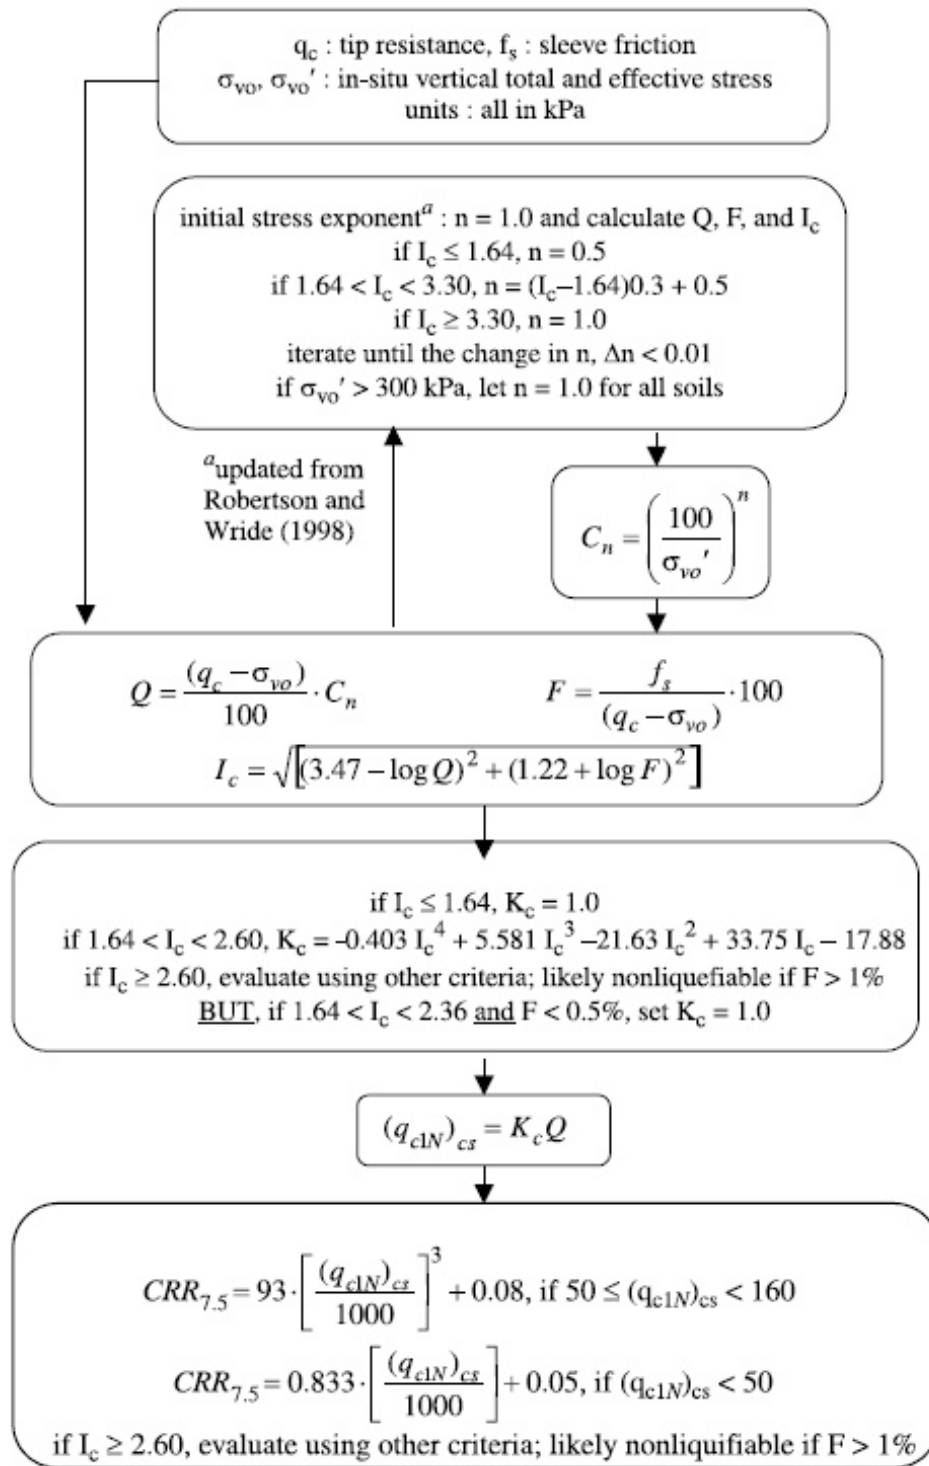 q_c : tip resistance, f_s : sleeve friction
σ_vo, σ_vo′ : in-situ vertical total and effective stress
units : all in kPa
initial stress exponent^a : n = 1.0 and calculate Q, F, and I_c
if I_c ≤ 1.64, n = 0.5
if 1.64 < I_c < 3.30, n = (I_c−1.64)0.3 + 0.5
if I_c ≥ 3.30, n = 1.0
iterate until the change in n, Δn < 0.01
if σ_vo′ > 300 kPa, let n = 1.0 for all soils
^a updated from
Robertson and
Wride (1998)
C_n = (100 / σ_vo′)^n
Q = (q_c − σ_vo) / 100 · C_n
F = f_s / (q_c − σ_vo) · 100
I_c = √[(3.47 − log Q)^2 + (1.22 + log F)^2]
if I_c ≤ 1.64, K_c = 1.0
if 1.64 < I_c < 2.60, K_c = –0.403 I_c^4 + 5.581 I_c^3 –21.63 I_c^2 + 33.75 I_c – 17.88
if I_c ≥ 2.60, evaluate using other criteria; likely nonliquefiable if F > 1%
BUT, if 1.64 < I_c < 2.36 and F < 0.5%, set K_c = 1.0
(q_c1N)_cs = K_c Q
CRR_7.5 = 93 · [(q_c1N)_cs / 1000]^3 + 0.08, if 50 ≤ (q_c1N)_cs < 160
CRR_7.5 = 0.833 · [(q_c1N)_cs / 1000] + 0.05, if (q_c1N)_cs < 50
if I_c ≥ 2.60, evaluate using other criteria; likely nonliquifiable if F > 1%